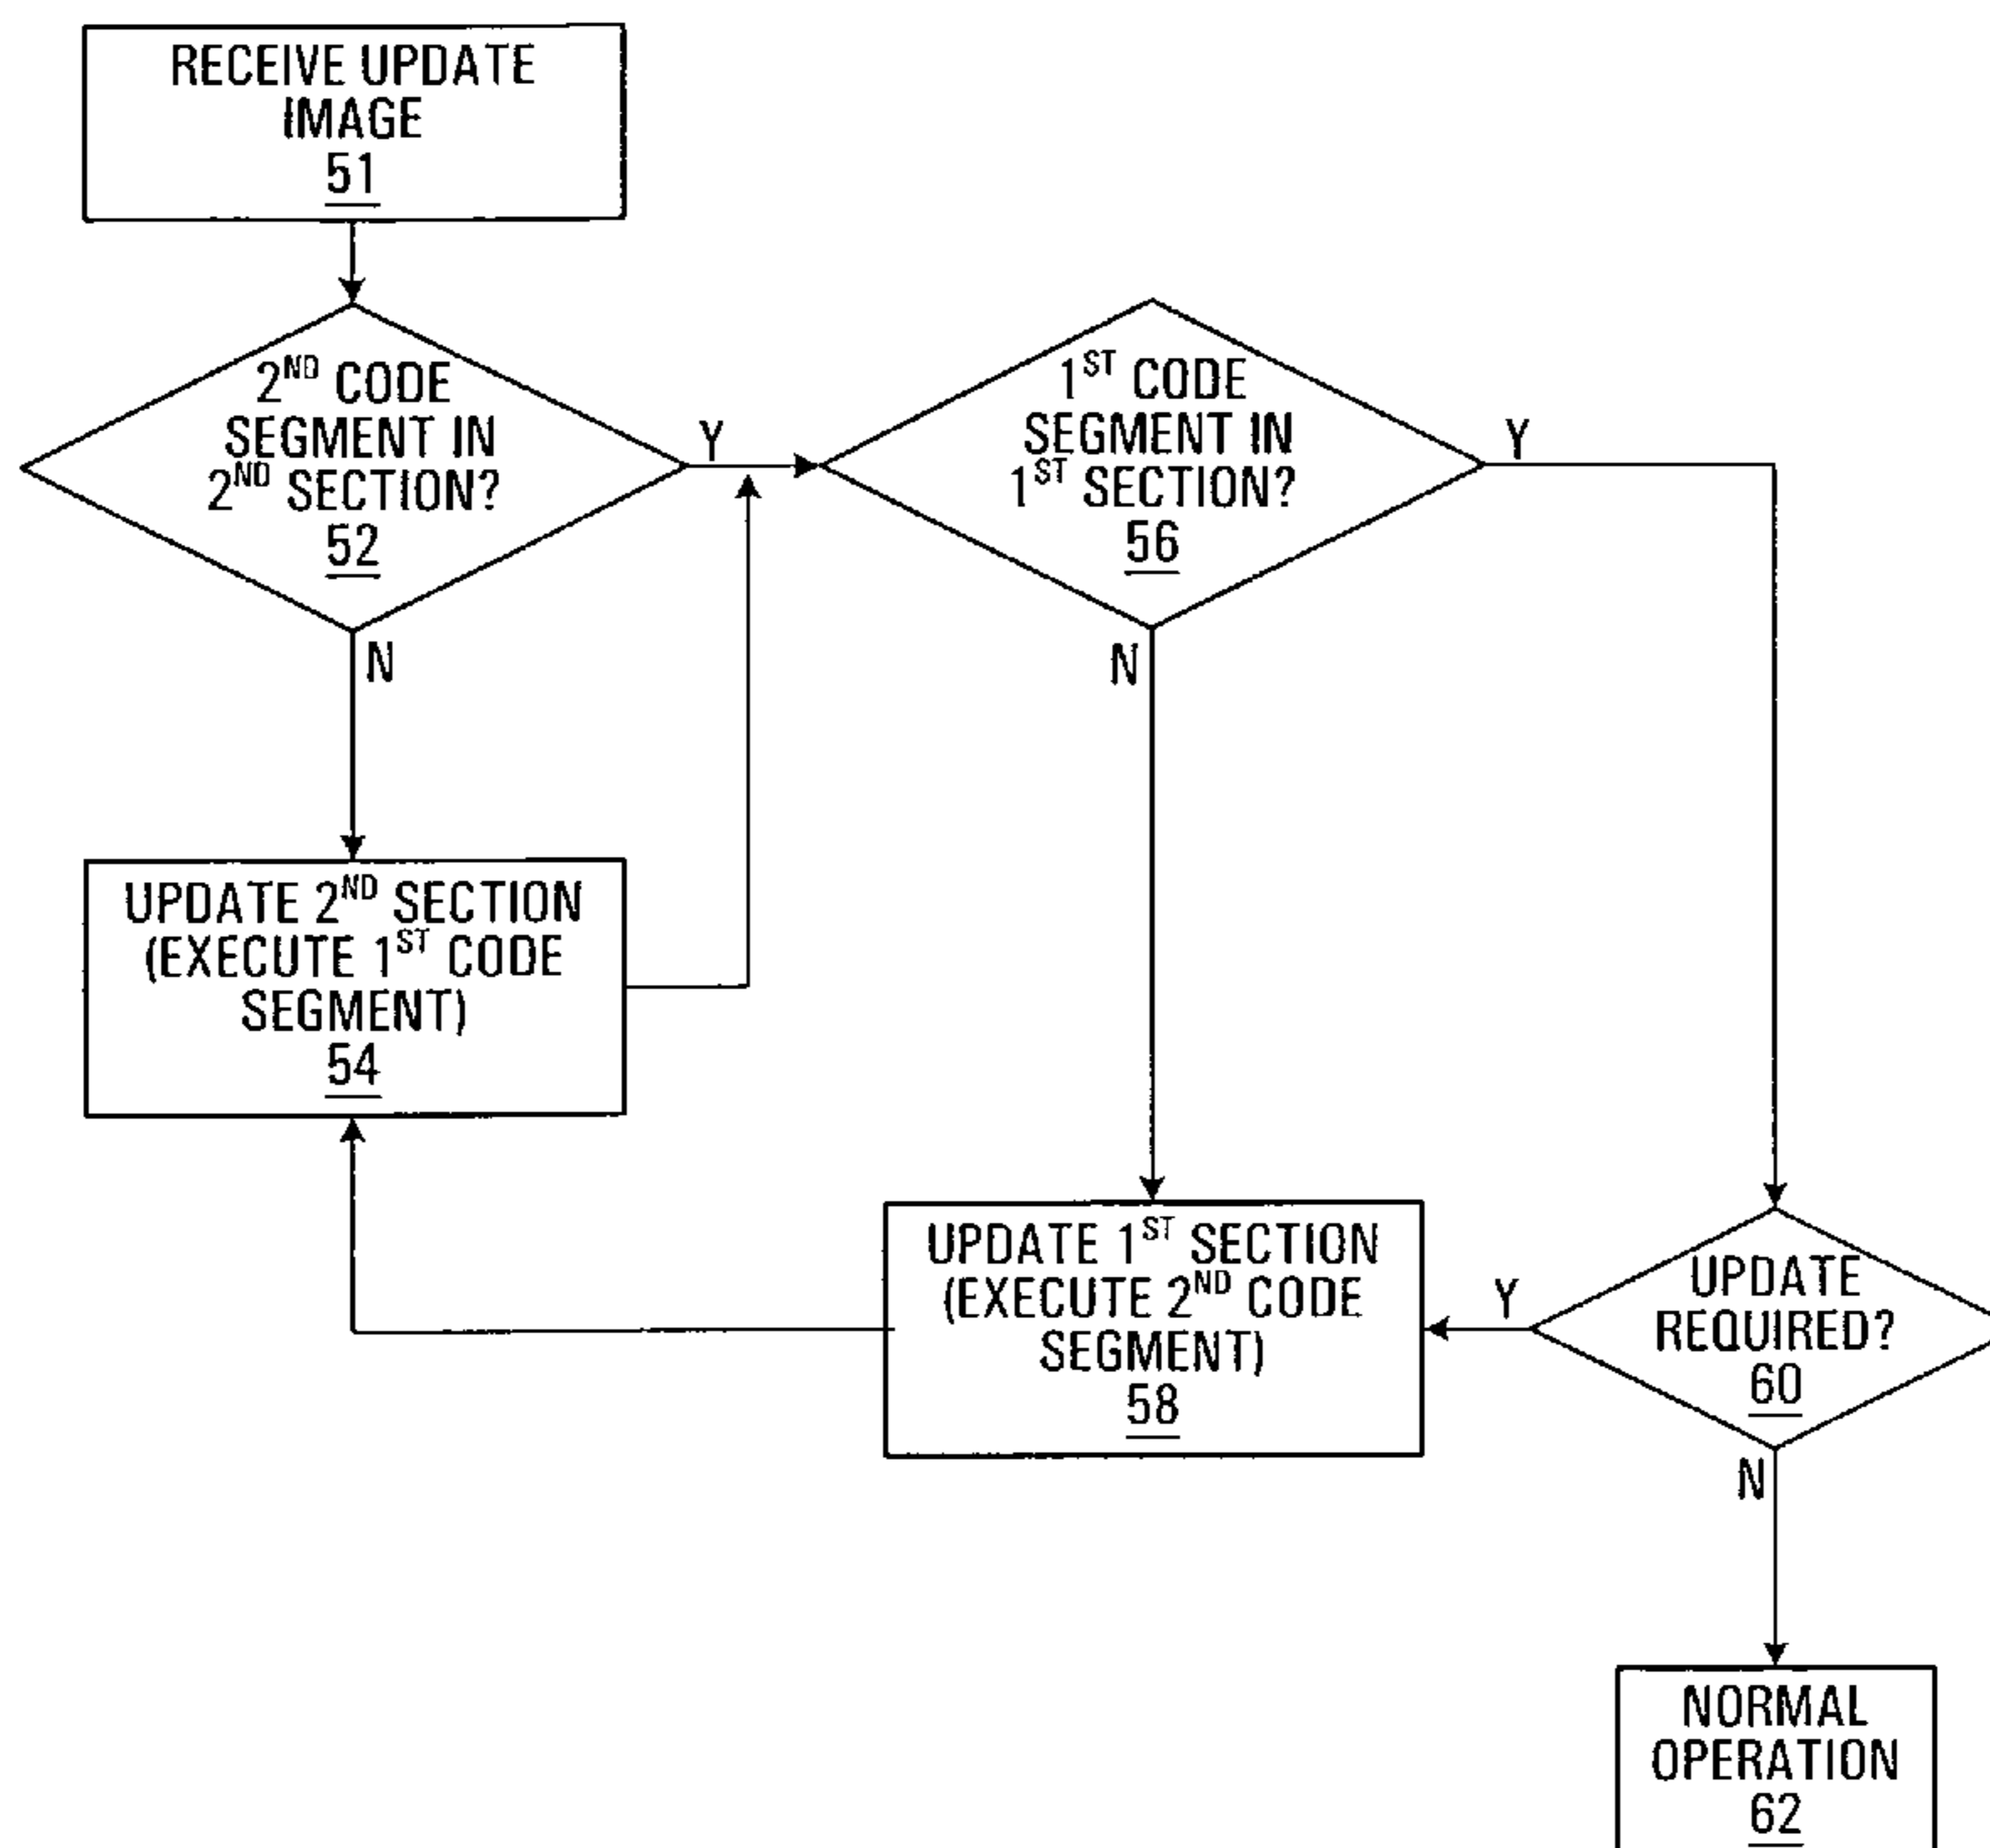 RECEIVE UPDATE
IMAGE
51
2ND CODE
SEGMENT IN
2ND SECTION?
52
Y
N
1ST CODE
SEGMENT IN
1ST SECTION?
56
Y
N
UPDATE 2ND SECTION
(EXECUTE 1ST CODE
SEGMENT)
54
UPDATE 1ST SECTION
(EXECUTE 2ND CODE
SEGMENT)
58
Y
UPDATE
REQUIRED?
60
N
NORMAL
OPERATION
62